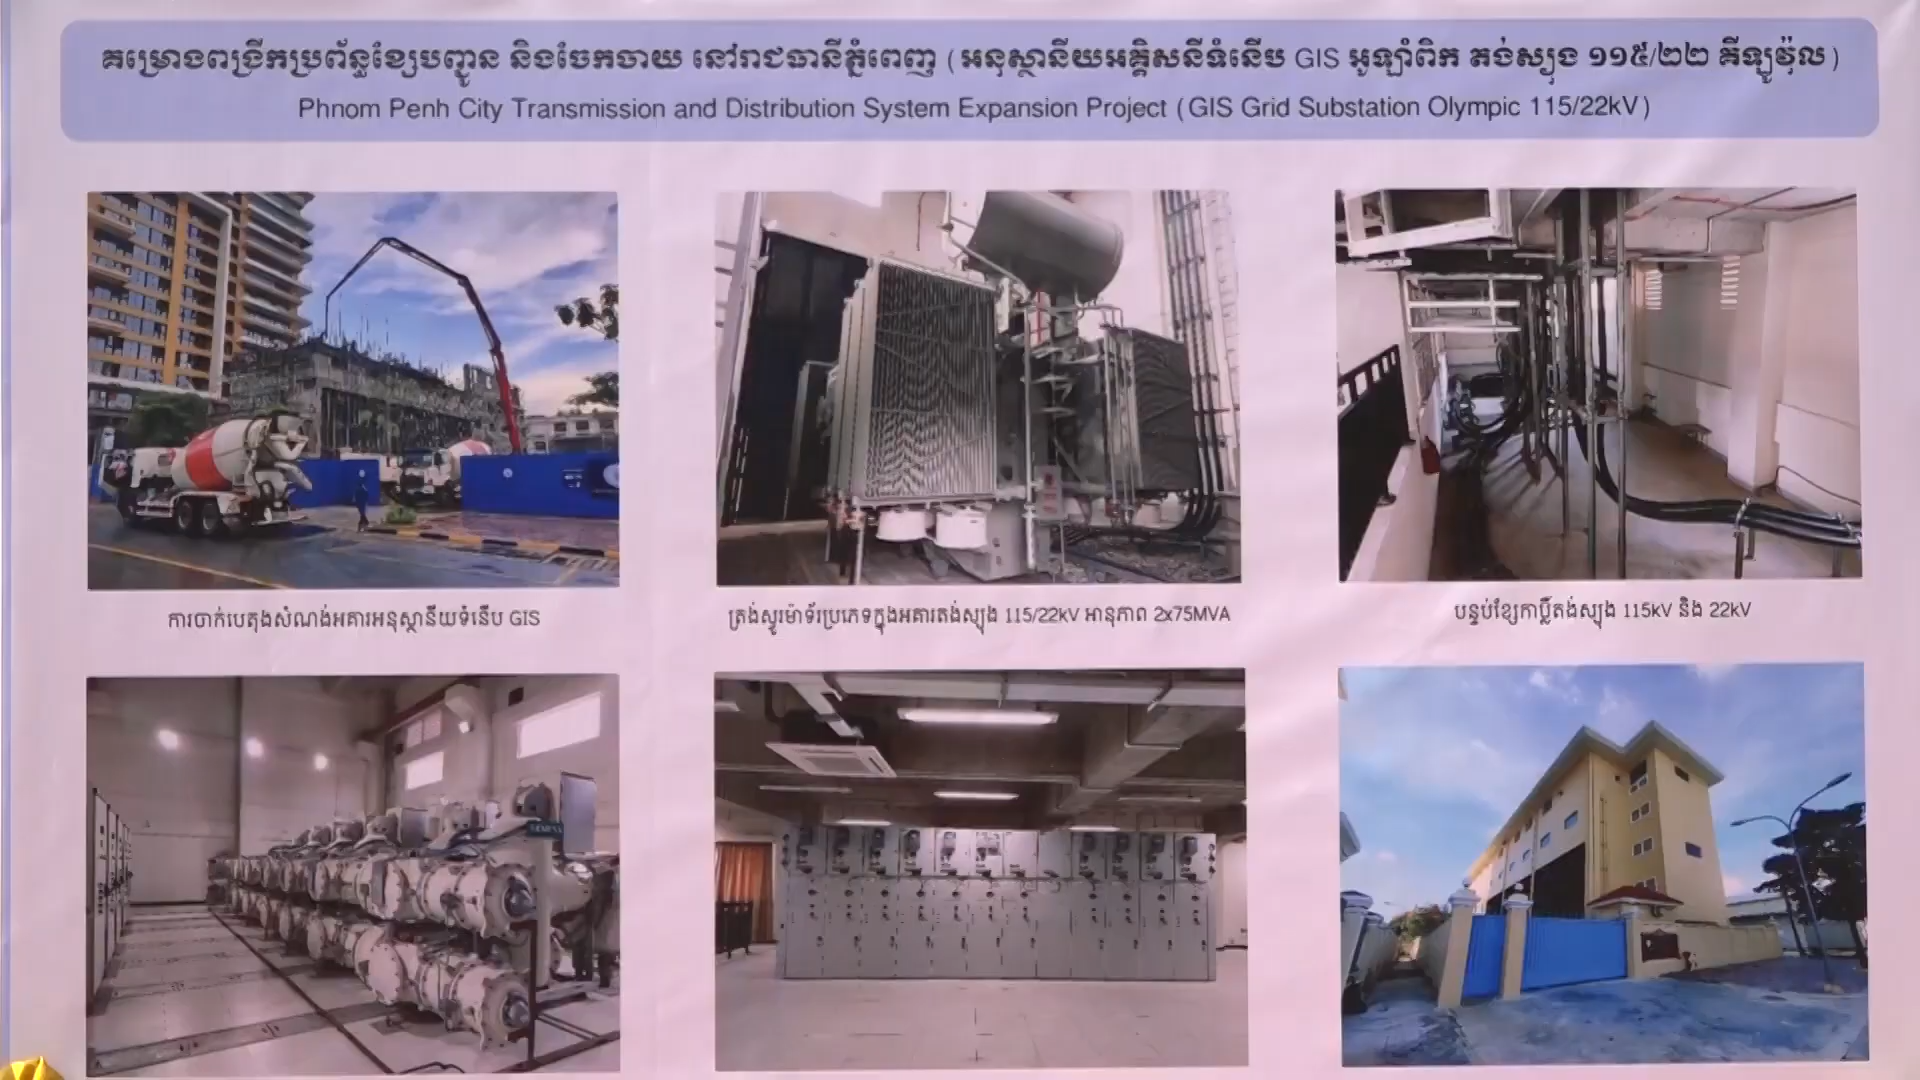 គម្រោងពង្រីកប្រព័ន្ធខ្សែបញ្ជូន និងចែកចាយ នៅរាជធានីភ្នំពេញ (អនុស្ថានីយអគ្គិសនីទំនើប GIS អូឡាំពិក តង់ស្យុង ១១៥/២២ គីឡូវ៉ុល)
Phnom Penh City Transmission and Distribution System Expansion Project (GIS Grid Substation Olympic 115/22kV)
ការចាក់បេតុងសំណង់អគារអនុស្ថានីយទំនើប GIS
ត្រង់ស្វូរម៉ាទ័រប្រភេទក្នុងអគារតង់ស្យុង 115/22kV អានុភាព 2x75MVA
បន្ទប់ខ្សែកាប្លិ៍តង់ស្យុង 115kV និង 22kV
SIEMENS